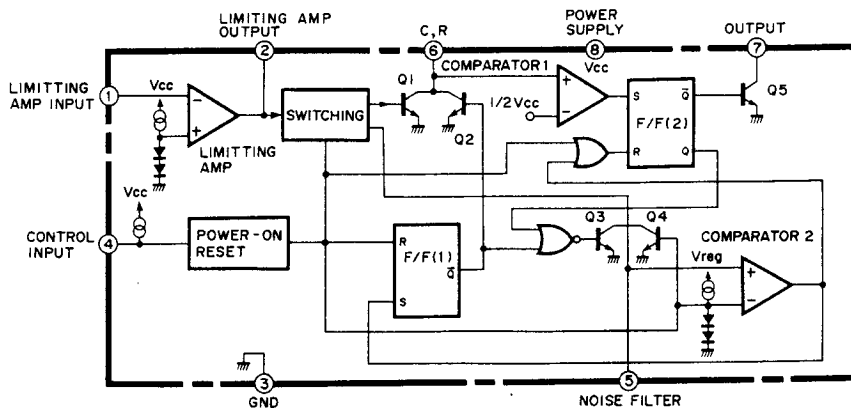 LIMITING AMP
OUTPUT
2
C, R
6
POWER
SUPPLY
8
OUTPUT
7
LIMITTING
AMP INPUT
1
Vcc
LIMITTING
AMP
SWITCHING
Q1
Q2
COMPARATOR 1
Vcc
1/2 Vcc
S
R
F/F(2)
Q̅
Q
Q5
CONTROL
INPUT
4
Vcc
POWER-ON
RESET
R
S
F/F(1)
Q̅
Q3
Q4
COMPARATOR 2
Vreg
3
GND
5
NOISE FILTER